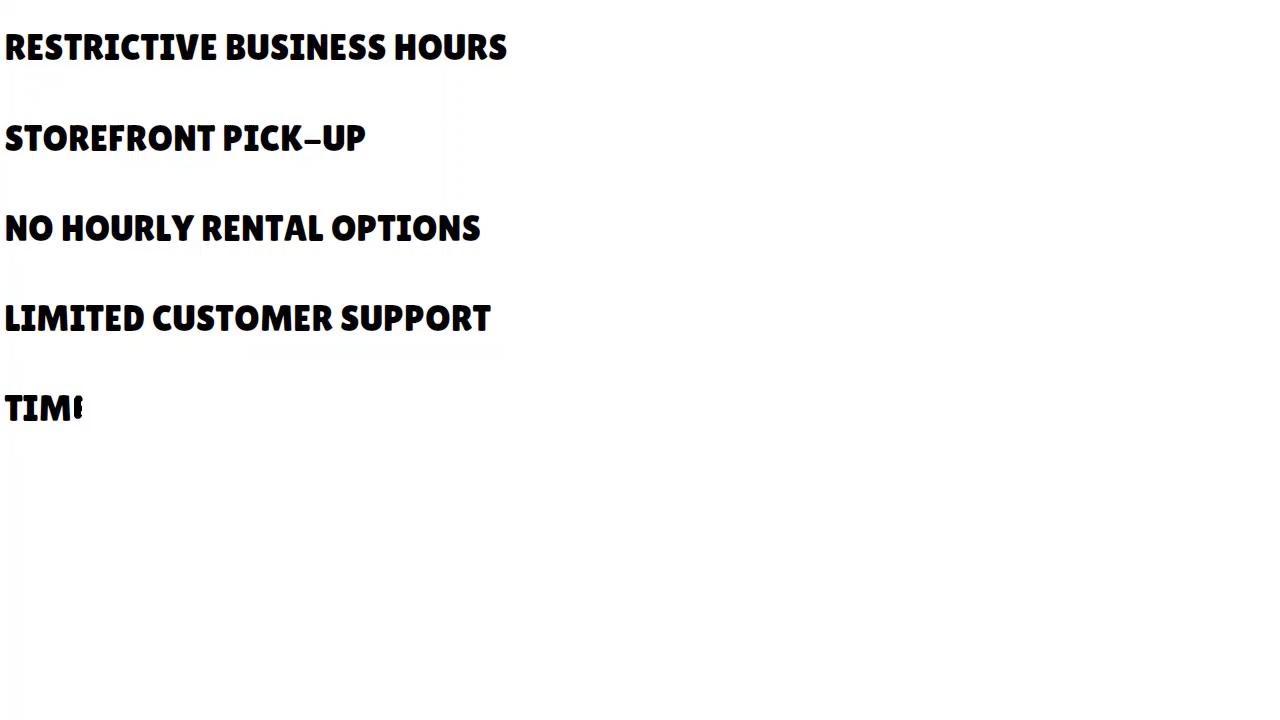 RESTRICTIVE BUSINESS HOURS
STOREFRONT PICK-UP
NO HOURLY RENTAL OPTIONS
LIMITED CUSTOMER SUPPORT